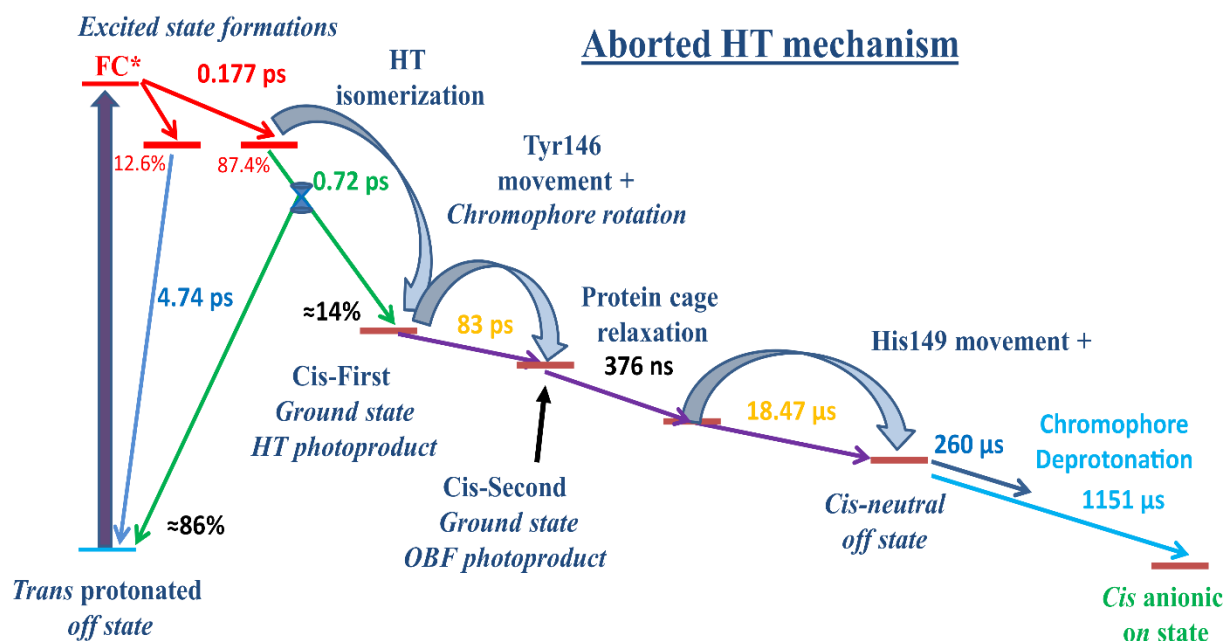 Excited state formations
Aborted HT mechanism
FC*
0.177 ps
HT
isomerization
12.6%
87.4%
0.72 ps
Tyr146
movement +
Chromophore rotation
4.74 ps
≈14%
83 ps
Protein cage
relaxation
376 ns
His149 movement +
Cis-First
Ground state
HT photoproduct
18.47 µs
260 µs
Chromophore
Deprotonation
1151 µs
≈86%
Cis-Second
Ground state
OBF photoproduct
Cis-neutral
off state
Trans protonated
off state
Cis anionic
on state